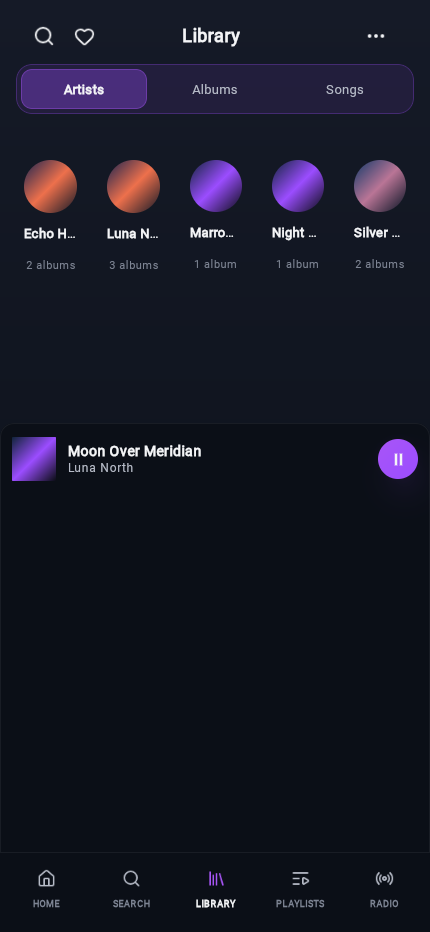 Library
Artists
Albums
Songs
Echo H...
Luna N...
Marro...
Night ...
Silver ...
2 albums
3 albums
1 album
1 album
2 albums
Moon Over Meridian
Luna North
HOME
SEARCH
LIBRARY
PLAYLISTS
RADIO